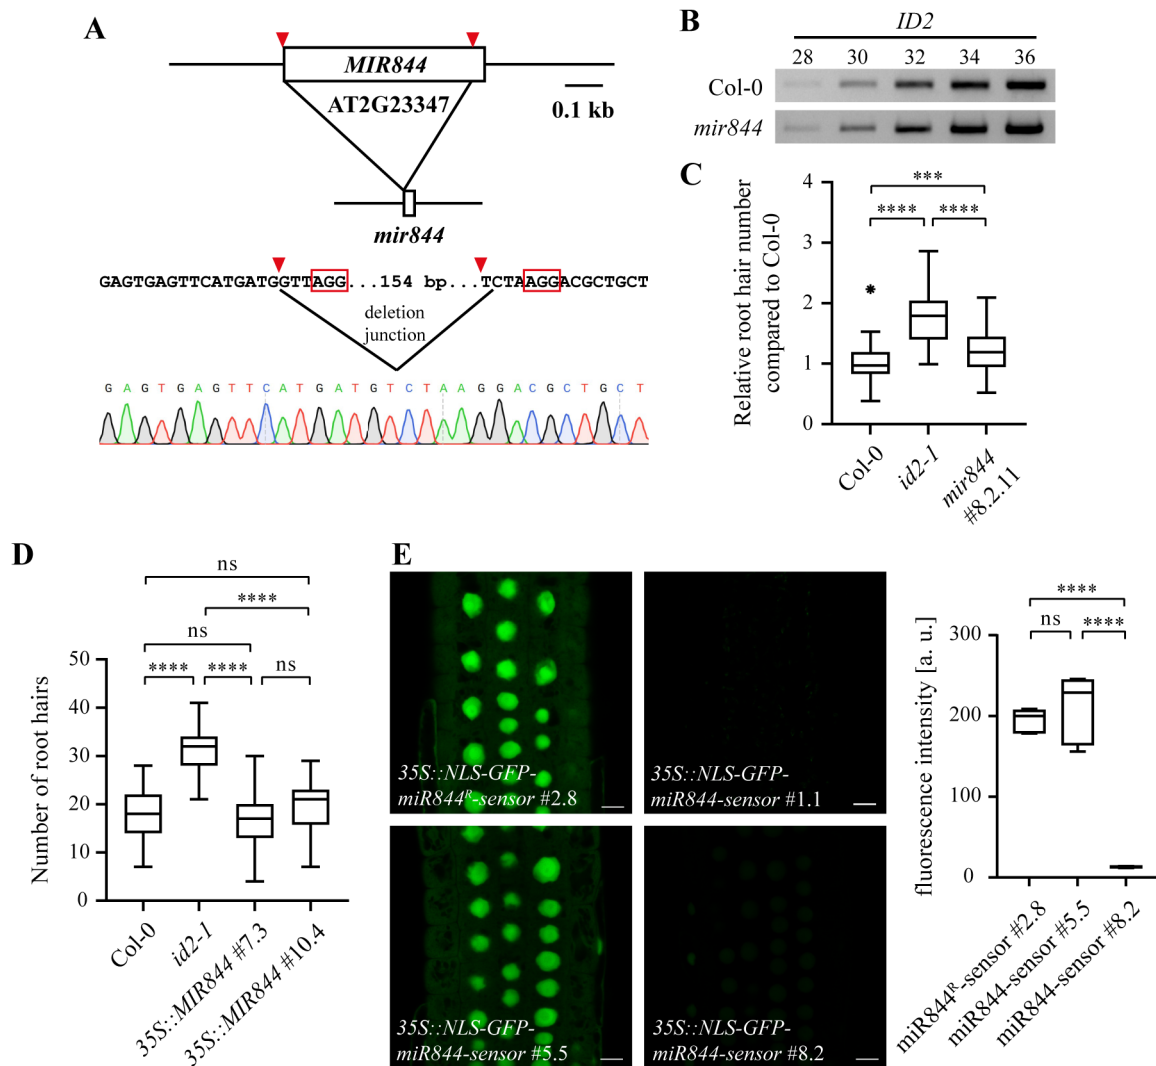 A
MIR844
AT2G23347
0.1 kb
mir844
GAGTGAGTTCATGATGGTTAGG...154 bp...TCTAAGGACGCTGCT
deletion
junction
G A G T G A G T T C A T G A T G T C T A A G G A C G C T G C T
B
ID2
28 30 32 34 36
Col-0
mir844
C
Relative root hair number
compared to Col-0
4
3
2
1
0
***
**** ****
*
Col-0
id2-1
mir844
#8.2.11
D
Number of root hairs
50
40
30
20
10
0
ns
****
ns
**** **** ns
Col-0
id2-1
35S::MIR844 #7.3
35S::MIR844 #10.4
E
35S::NLS-GFP-
miR844ᴿ-sensor #2.8
35S::NLS-GFP-
miR844-sensor #1.1
35S::NLS-GFP-
miR844-sensor #5.5
35S::NLS-GFP-
miR844-sensor #8.2
fluorescence intensity [a. u.]
300
200
100
0
****
ns ****
miR844ᴿ-sensor #2.8
miR844-sensor #5.5
miR844-sensor #8.2